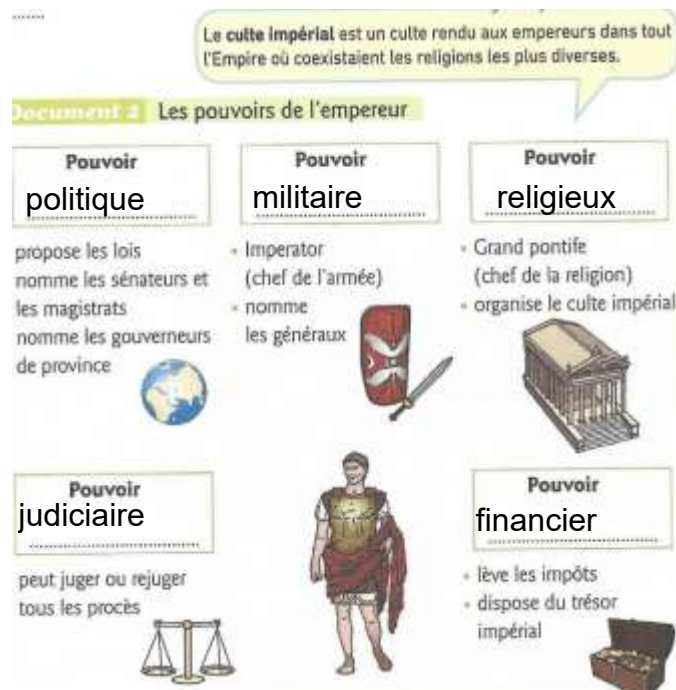 Le culte impérial est un culte rendu aux empereurs dans tout
l'Empire où coexistaient les religions les plus diverses.
Document 2 Les pouvoirs de l'empereur
Pouvoir
politique
propose les lois
nomme les sénateurs et
les magistrats
nomme les gouverneurs
de province
Pouvoir
militaire
• Imperator
(chef de l'armée)
• nomme
les généraux
Pouvoir
religieux
• Grand pontife
(chef de la religion)
• organise le culte impérial
Pouvoir
judiciaire
peut juger ou rejuger
tous les procès
Pouvoir
financier
• lève les impôts
• dispose du trésor
impérial